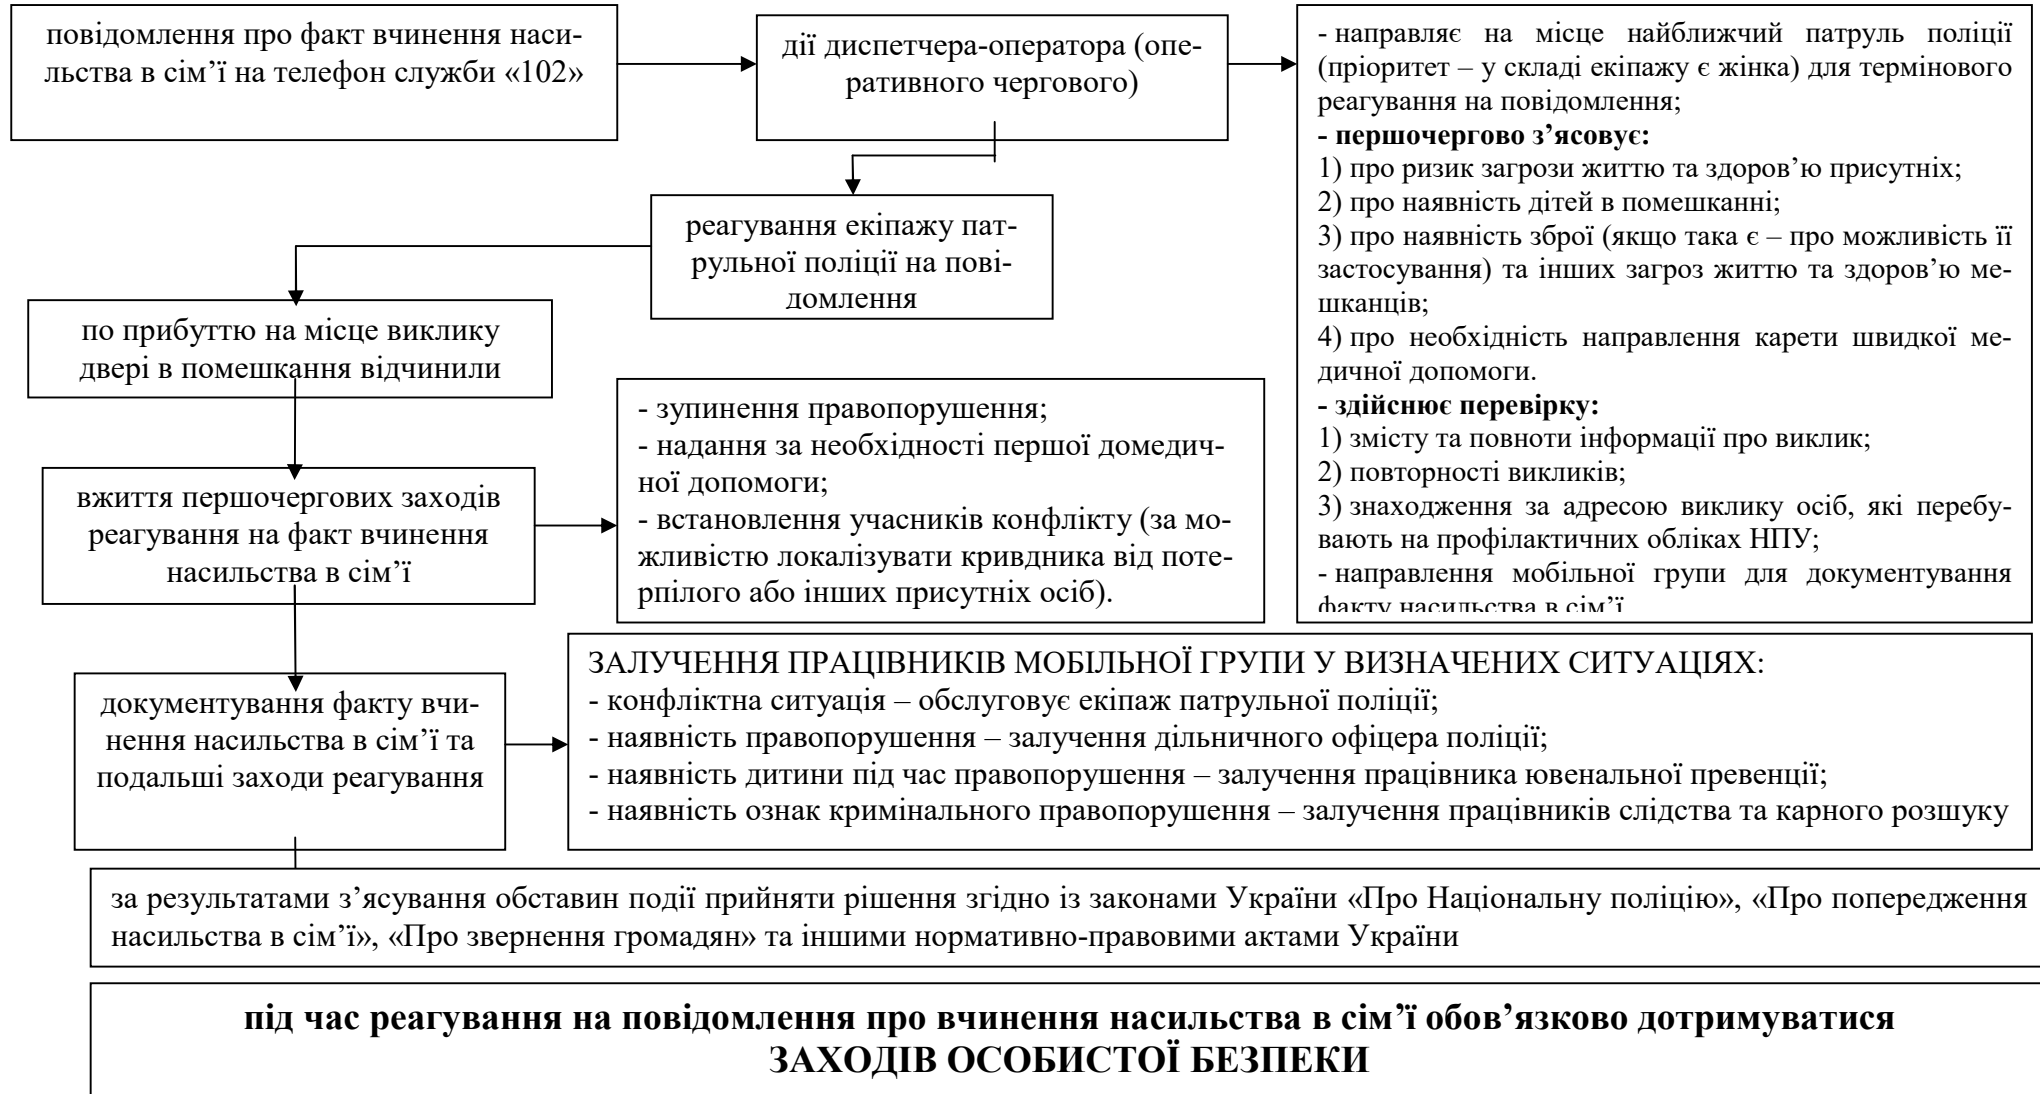 повідомлення про факт вчинення наси-
льства в сім’ї на телефон служби «102»
дії диспетчера-оператора (опе-
ративного чергового)
- направляє на місце найближчий патруль поліції
(пріоритет – у складі екіпажу є жінка) для термінового
реагування на повідомлення;
- першочергово з’ясовує:
1) про ризик загрози життю та здоров’ю присутніх;
2) про наявність дітей в помешканні;
3) про наявність зброї (якщо така є – про можливість її
застосування) та інших загроз життю та здоров’ю ме-
шканців;
4) про необхідність направлення карети швидкої ме-
дичної допомоги.
- здійснює перевірку:
1) змісту та повноти інформації про виклик;
2) повторності викликів;
3) знаходження за адресою виклику осіб, які перебу-
вають на профілактичних обліках НПУ;
- направлення мобільної групи для документування
факту насильства в сім’ї
реагування екіпажу пат-
рульної поліції на пові-
домлення
по прибуттю на місце виклику
двері в помешкання відчинили
вжиття першочергових заходів
реагування на факт вчинення
насильства в сім’ї
- зупинення правопорушення;
- надання за необхідності першої домедич-
ної допомоги;
- встановлення учасників конфлікту (за мо-
жливістю локалізувати кривдника від поте-
рпілого або інших присутніх осіб).
документування факту вчи-
нення насильства в сім’ї та
подальші заходи реагування
ЗАЛУЧЕННЯ ПРАЦІВНИКІВ МОБІЛЬНОЇ ГРУПИ У ВИЗНАЧЕНИХ СИТУАЦІЯХ:
- конфліктна ситуація – обслуговує екіпаж патрульної поліції;
- наявність правопорушення – залучення дільничного офіцера поліції;
- наявність дитини під час правопорушення – залучення працівника ювенальної превенції;
- наявність ознак кримінального правопорушення – залучення працівників слідства та карного розшуку
за результатами з’ясування обставин події прийняти рішення згідно із законами України «Про Національну поліцію», «Про попередження
насильства в сім’ї», «Про звернення громадян» та іншими нормативно-правовими актами України
під час реагування на повідомлення про вчинення насильства в сім’ї обов’язково дотримуватися
ЗАХОДІВ ОСОБИСТОЇ БЕЗПЕКИ